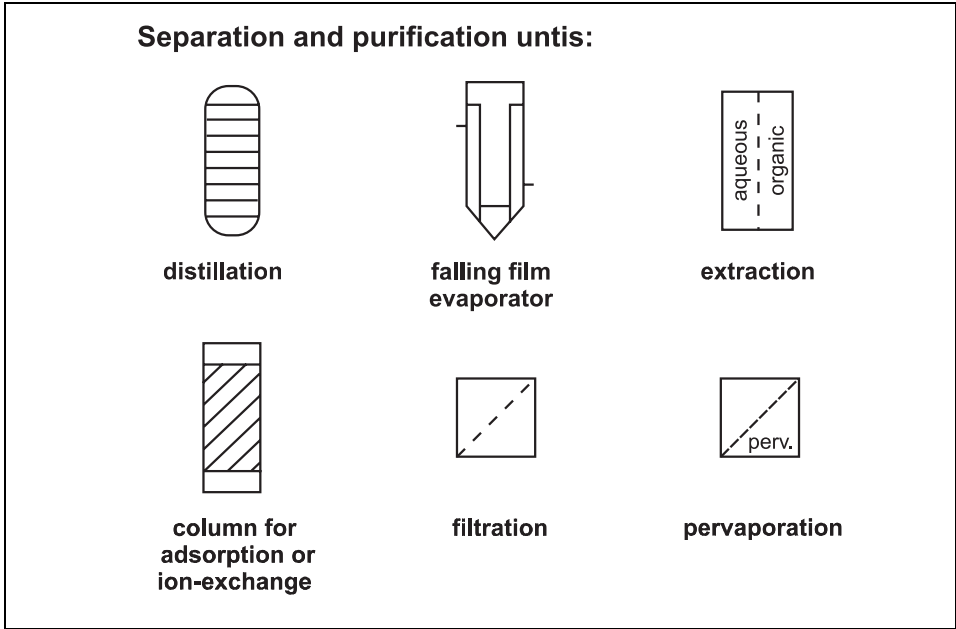 Separation and purification untis:
aqueous
organic
distillation
falling film
evaporator
extraction
perv.
column for
adsorption or
ion-exchange
filtration
pervaporation